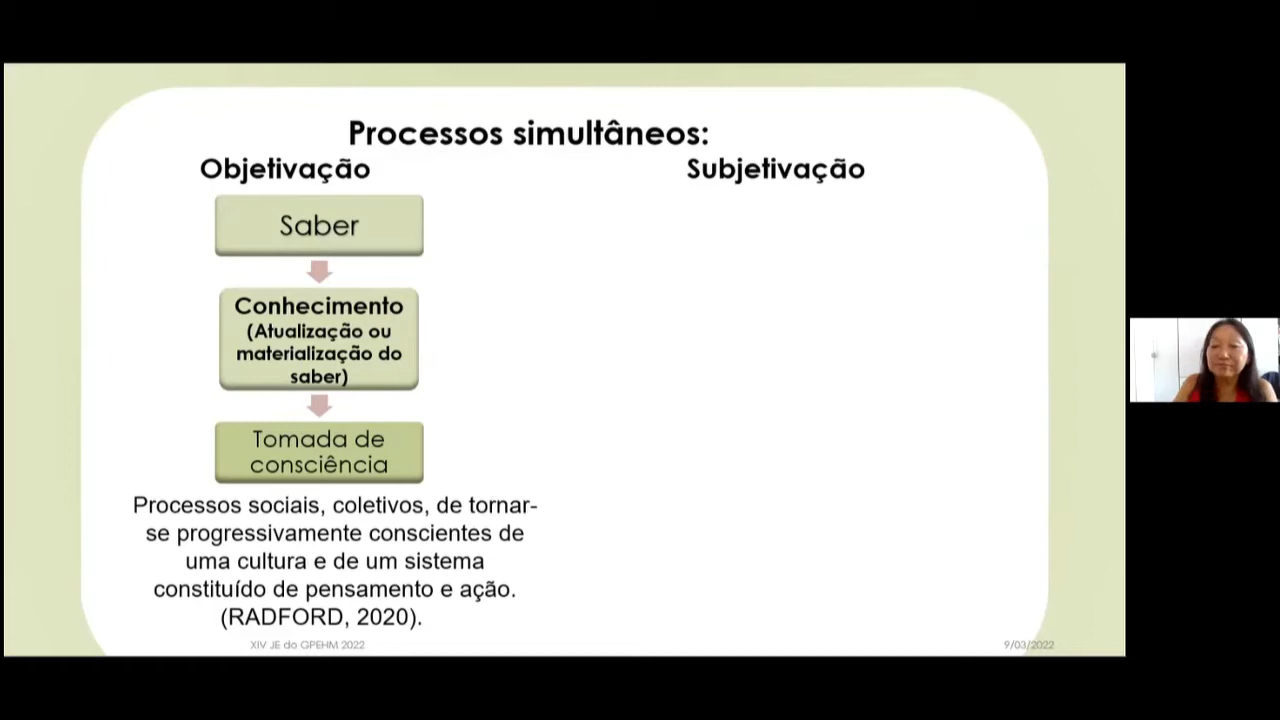 Processos simultâneos:
Objetivação
Subjetivação
Saber
Conhecimento
(Atualização ou
materialização do
saber)
Tomada de
consciência
Processos sociais, coletivos, de tornar-
se progressivamente conscientes de
uma cultura e de um sistema
constituído de pensamento e ação.
(RADFORD, 2020).
XIV JE do GPEHM 2022
9/03/2022